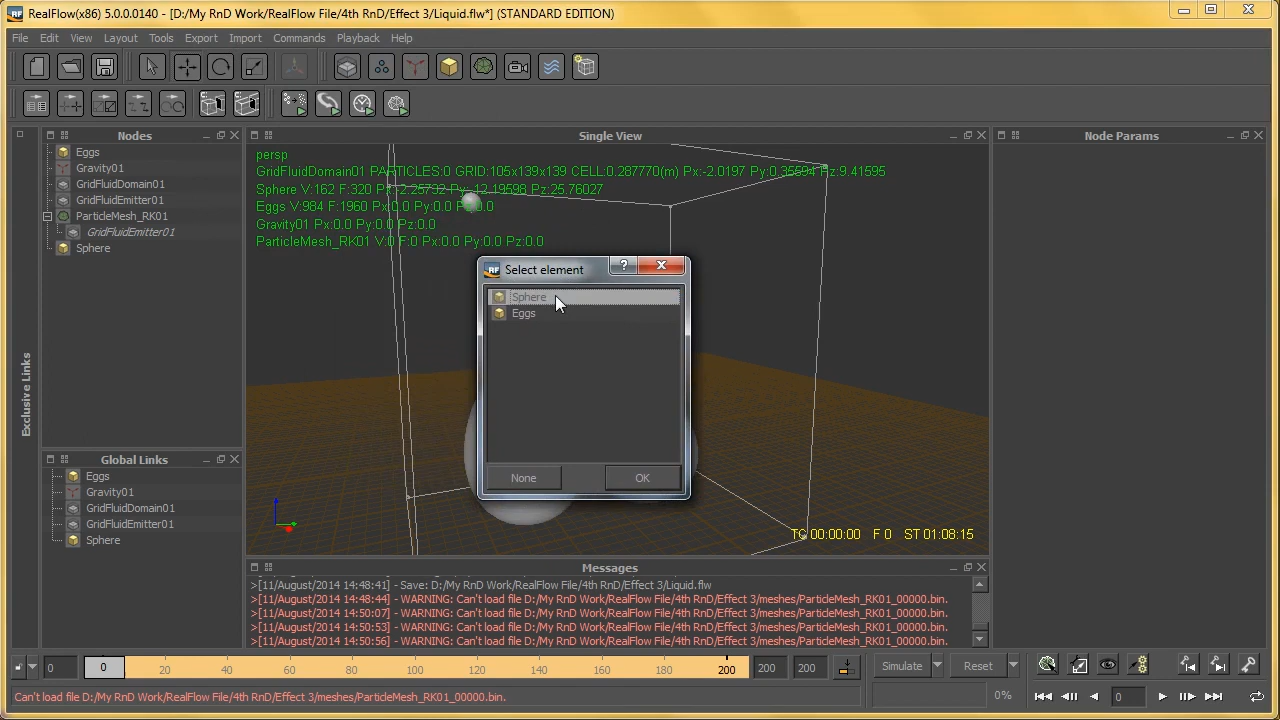 RealFlow(x86) 5.0.0.0140 - [D:/My RnD Work/RealFlow File/4th RnD/Effect 3/Liquid.flw*] (STANDARD EDITION)
File Edit View Layout Tools Export Import Commands Playback Help
Nodes
Eggs
Gravity01
GridFluidDomain01
GridFluidEmitter01
ParticleMesh_RK01
GridFluidEmitter01
Sphere
Exclusive Links
Global Links
Eggs
Gravity01
GridFluidDomain01
GridFluidEmitter01
Sphere
Single View
persp
GridFluidDomain01 PARTICLES:0 GRID:105x139x139 CELL:0.287770(m) Px:-2.0197 Py:0.35594 Pz:9.41595
Sphere V:162 F:320 Px:-2.25732 Py:-12.19598 Pz:25.76027
Eggs V:984 F:1960 Px:0.0 Py:0.0 Pz:0.0
Gravity01 Px:0.0 Py:0.0 Pz:0.0
ParticleMesh_RK01 V:0 F:0 Px:0.0 Py:0.0 Pz:0.0
Select element
?
Sphere
Eggs
None OK
TC 00:00:00 F 0 ST 01:08:15
Node Params
Messages
>[11/August/2014 14:48:41] - Save: D:/My RnD Work/RealFlow File/4th RnD/Effect 3/Liquid.flw
>[11/August/2014 14:48:44] - WARNING: Can't load file D:/My RnD Work/RealFlow File/4th RnD/Effect 3/meshes/ParticleMesh_RK01_00000.bin.
>[11/August/2014 14:50:07] - WARNING: Can't load file D:/My RnD Work/RealFlow File/4th RnD/Effect 3/meshes/ParticleMesh_RK01_00000.bin.
>[11/August/2014 14:50:53] - WARNING: Can't load file D:/My RnD Work/RealFlow File/4th RnD/Effect 3/meshes/ParticleMesh_RK01_00000.bin.
>[11/August/2014 14:50:56] - WARNING: Can't load file D:/My RnD Work/RealFlow File/4th RnD/Effect 3/meshes/ParticleMesh_RK01_00000.bin.
0 0 20 40 60 80 100 120 140 160 180 200 200 200 Simulate Reset
Can't load file D:/My RnD Work/RealFlow File/4th RnD/Effect 3/meshes/ParticleMesh_RK01_00000.bin.
0% 0